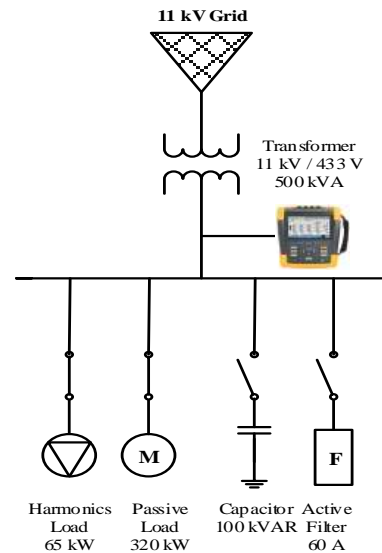 11 kV Grid
Transformer
11 kV / 433 V
500 kVA
M
F
Harmonics
Load
65 kW
Passive
Load
320 kW
Capacitor
100 kVAR
Active
Filter
60 A